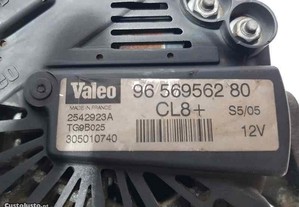 Valeo
96 569562 80
MADE IN FRANCE
CL8+
S5/05
2542923A
TG9B025
12V
305010740